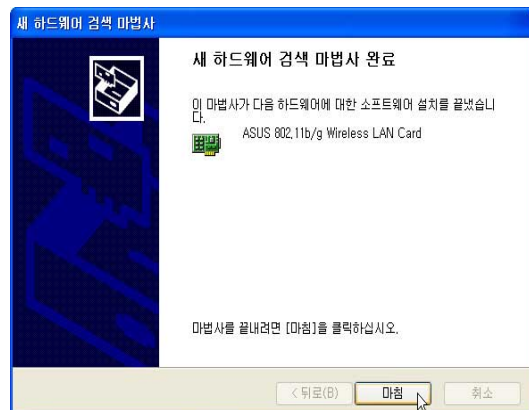 새 하드웨어 검색 마법사
새 하드웨어 검색 마법사 완료
이 마법사가 다음 하드웨어에 대한 소프트웨어 설치를 끝냈습니
다.
ASUS 802.11b/g Wireless LAN Card
마법사를 끝내려면 [마침]을 클릭하십시오.
< 뒤로(B) 마침 취소